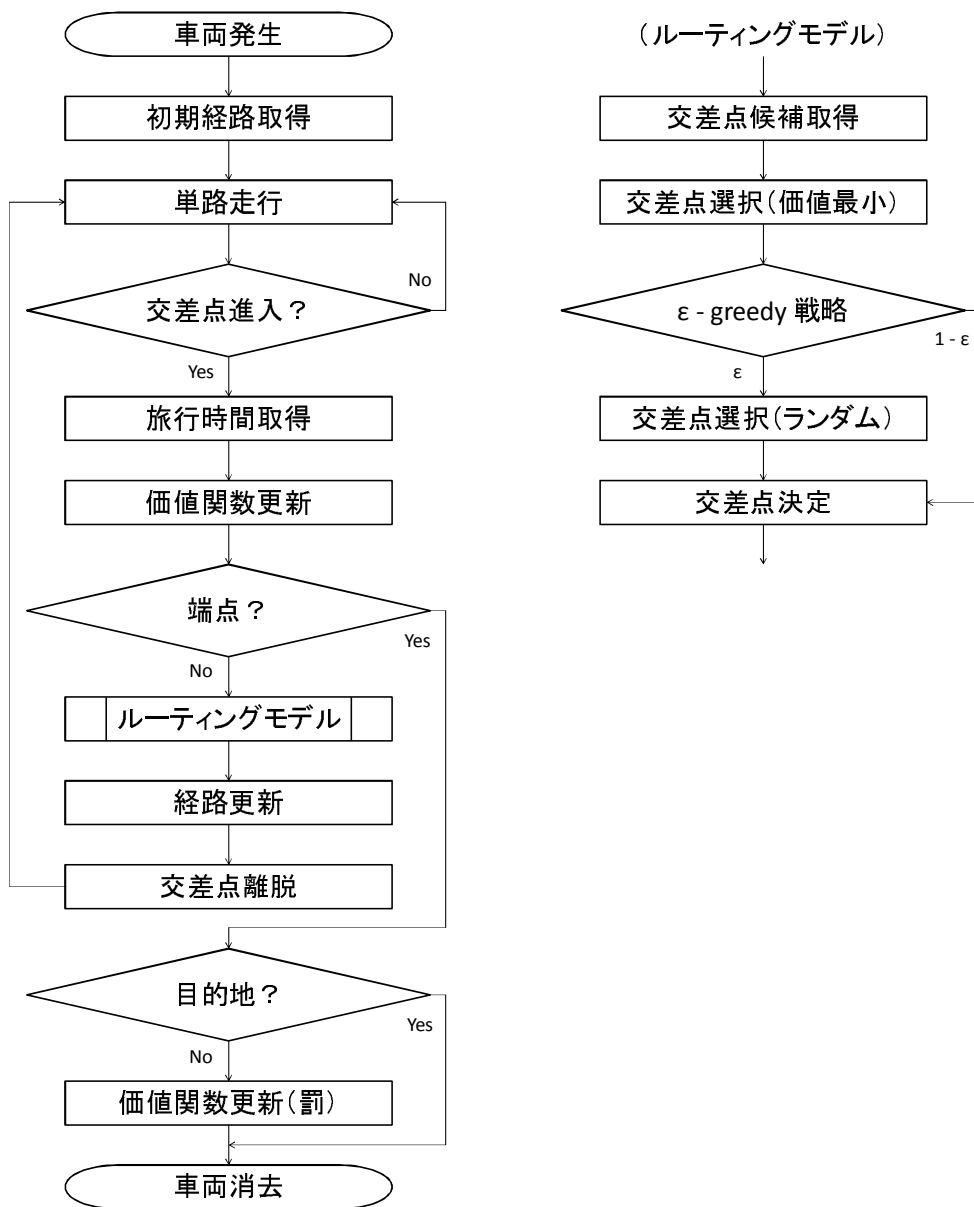 車両発生
初期経路取得
単路走行
No
交差点進入？
Yes
旅行時間取得
価値関数更新
端点？
Yes
No
ルーティングモデル
経路更新
交差点離脱
目的地？
Yes
No
価値関数更新（罰）
車両消去
（ルーティングモデル）
交差点候補取得
交差点選択（価値最小）
ε - greedy 戦略
1 - ε
ε
交差点選択（ランダム）
交差点決定